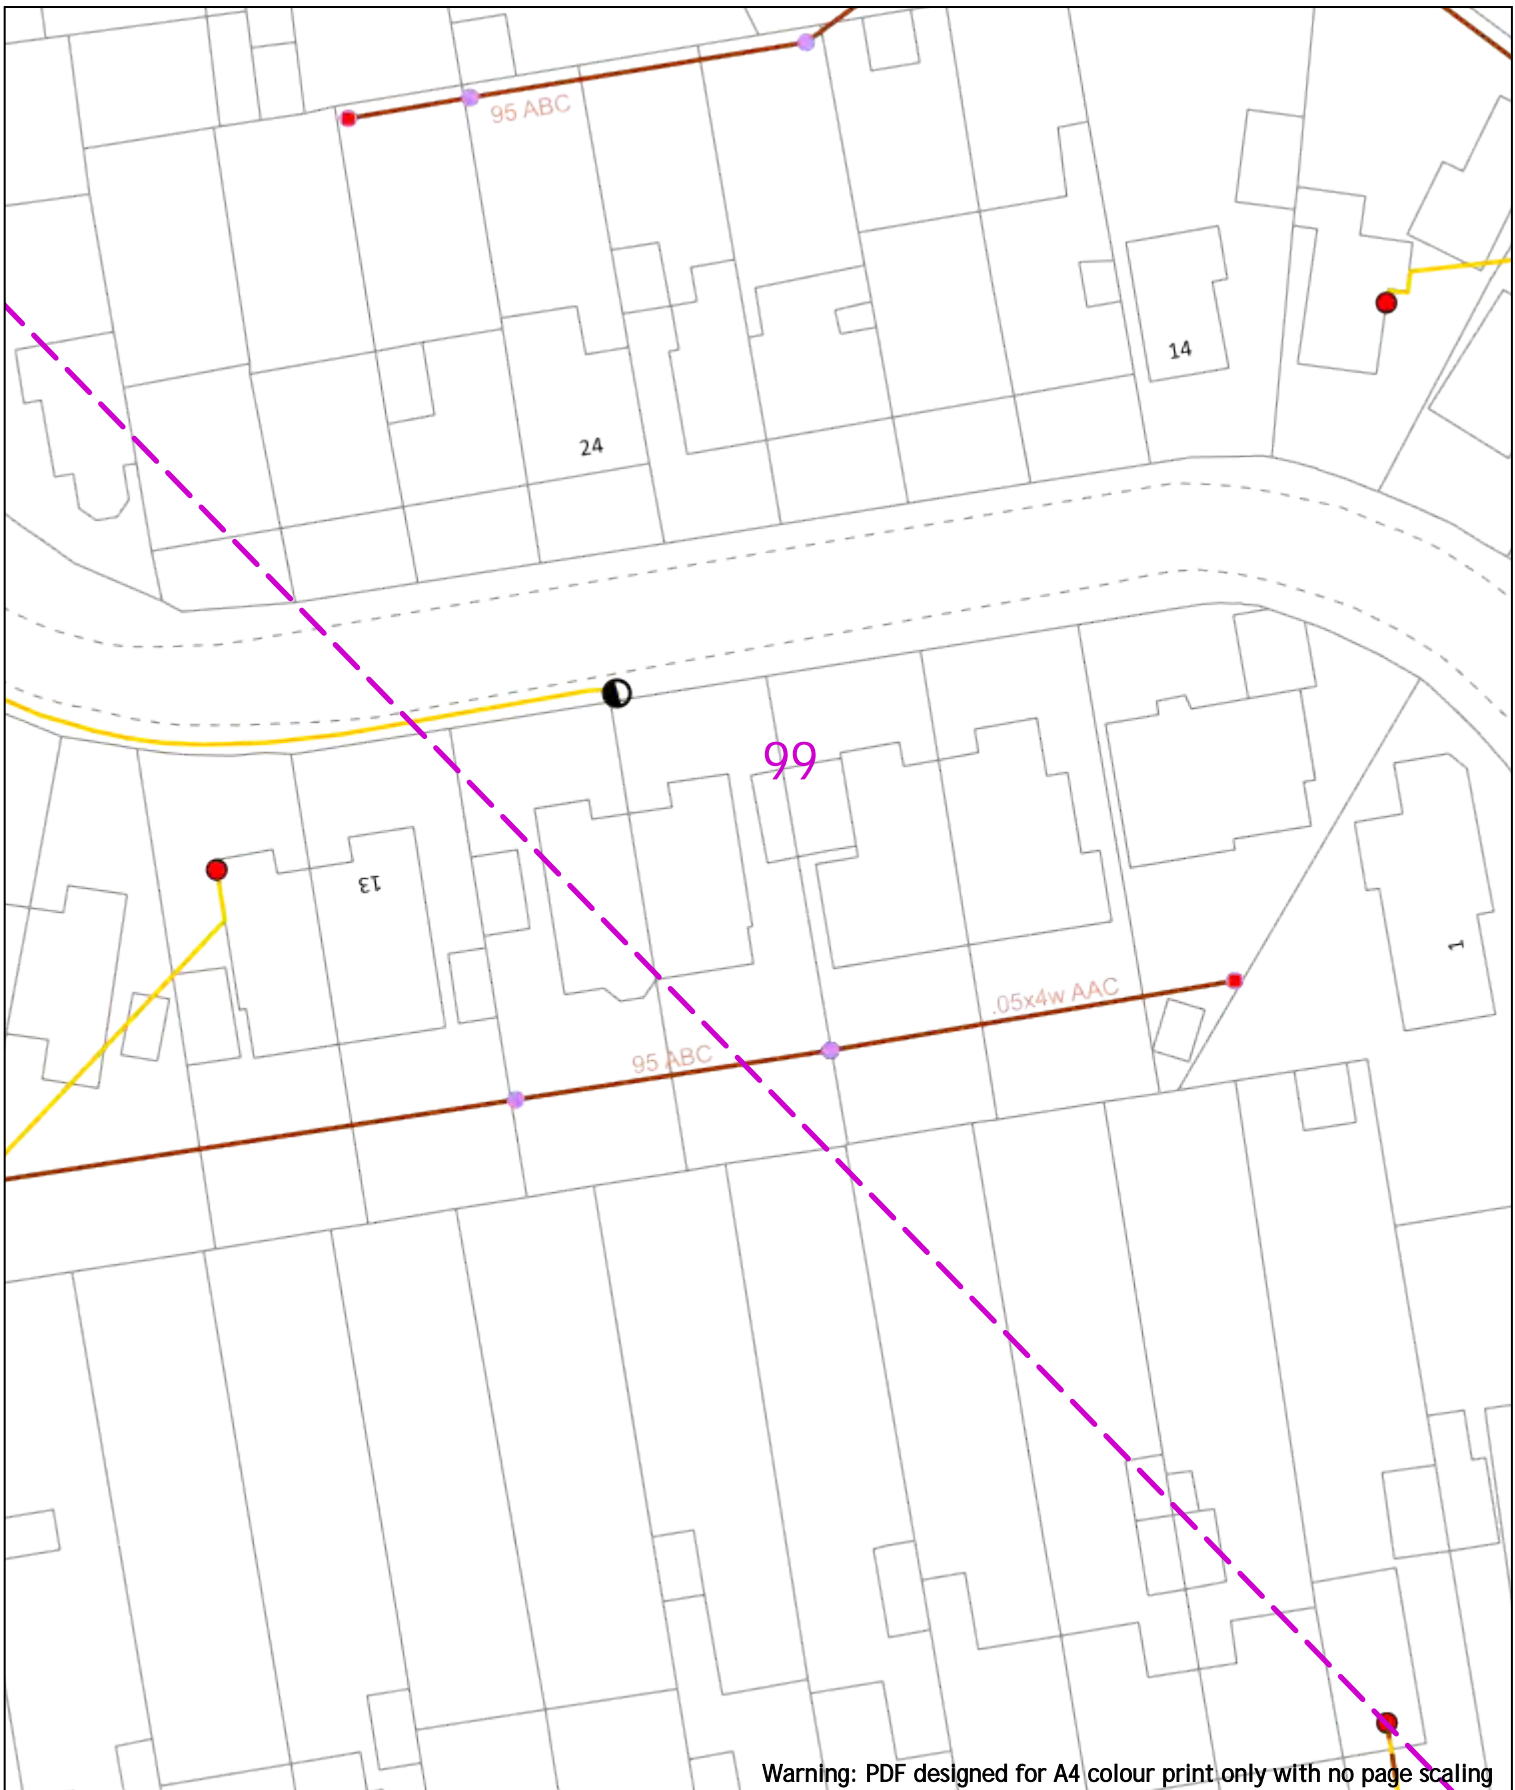 95 ABC
14
24
99
13
1
.05x4w AAC
95 ABC
Warning: PDF designed for A4 colour print only with no page scaling